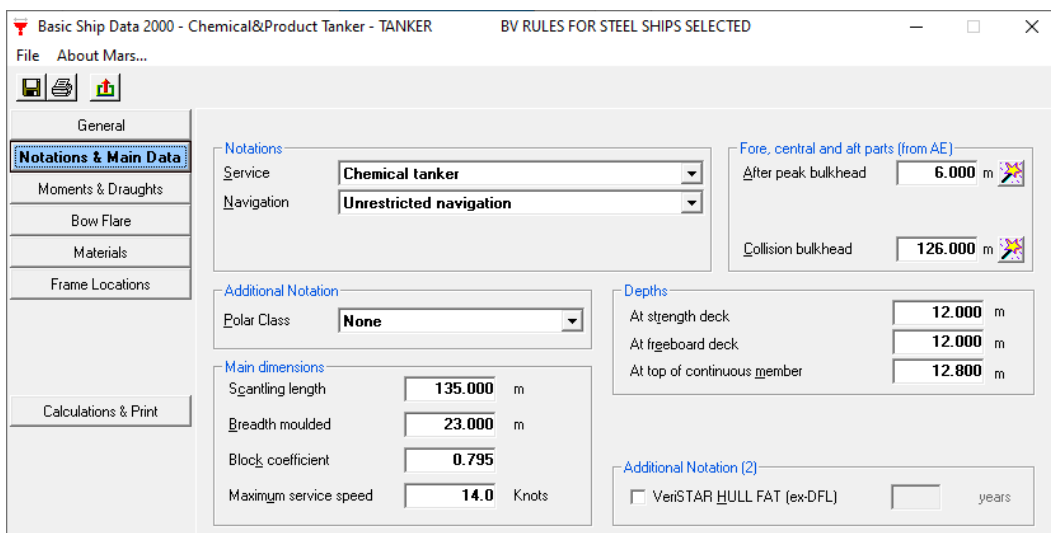 Basic Ship Data 2000 - Chemical&Product Tanker - TANKER BV RULES FOR STEEL SHIPS SELECTED
File About Mars...
General
Notations & Main Data
Moments & Draughts
Bow Flare
Materials
Frame Locations
Calculations & Print
Notations
Service Chemical tanker
Navigation Unrestricted navigation
Fore, central and aft parts (from AE)
After peak bulkhead 6.000 m
Collision bulkhead 126.000 m
Additional Notation
Polar Class None
Depths
At strength deck 12.000 m
At freeboard deck 12.000 m
At top of continuous member 12.800 m
Main dimensions
Scantling length 135.000 m
Breadth moulded 23.000 m
Block coefficient 0.795
Maximum service speed 14.0 Knots
Additional Notation (2)
VeriSTAR HULL FAT (ex-DFL) years